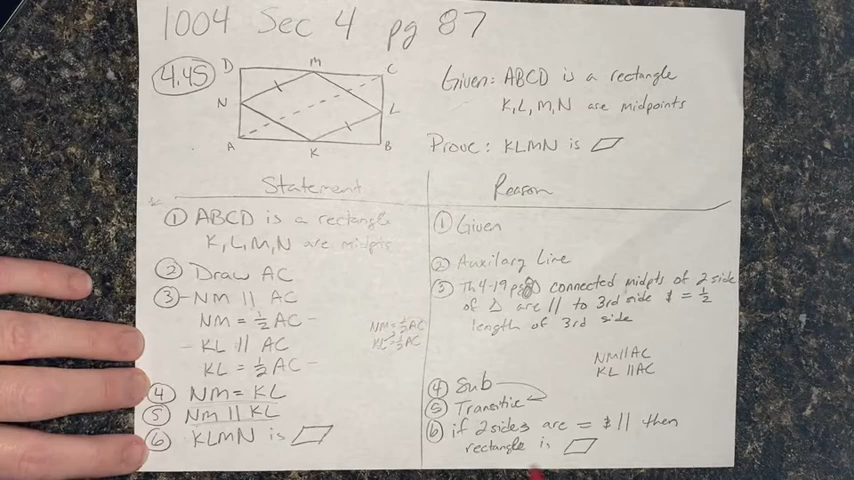 1004 Sec 4 pg 87
4.45
D M C
N L
A K B
Given: ABCD is a rectangle
K, L, M, N are midpoints
Prove: KLMN is ▱
Statement
Reason
① ABCD is a rectangle
K, L, M, N are midpts
② Draw AC
③ - NM || AC
NM = ½ AC -
- KL || AC
KL = ½ AC -
NM = ½ AC
KL = ½ AC
④ NM = KL
⑤ NM || KL
⑥ KLMN is ▱
① Given
② Auxilary Line
③ Th 4-19 connected midpts of 2 side
of △ are || to 3rd side & = ½
length of 3rd side
NM || AC
KL || AC
④ Sub
⑤ Transitive
⑥ if 2 sides are = & || then
rectangle is ▱